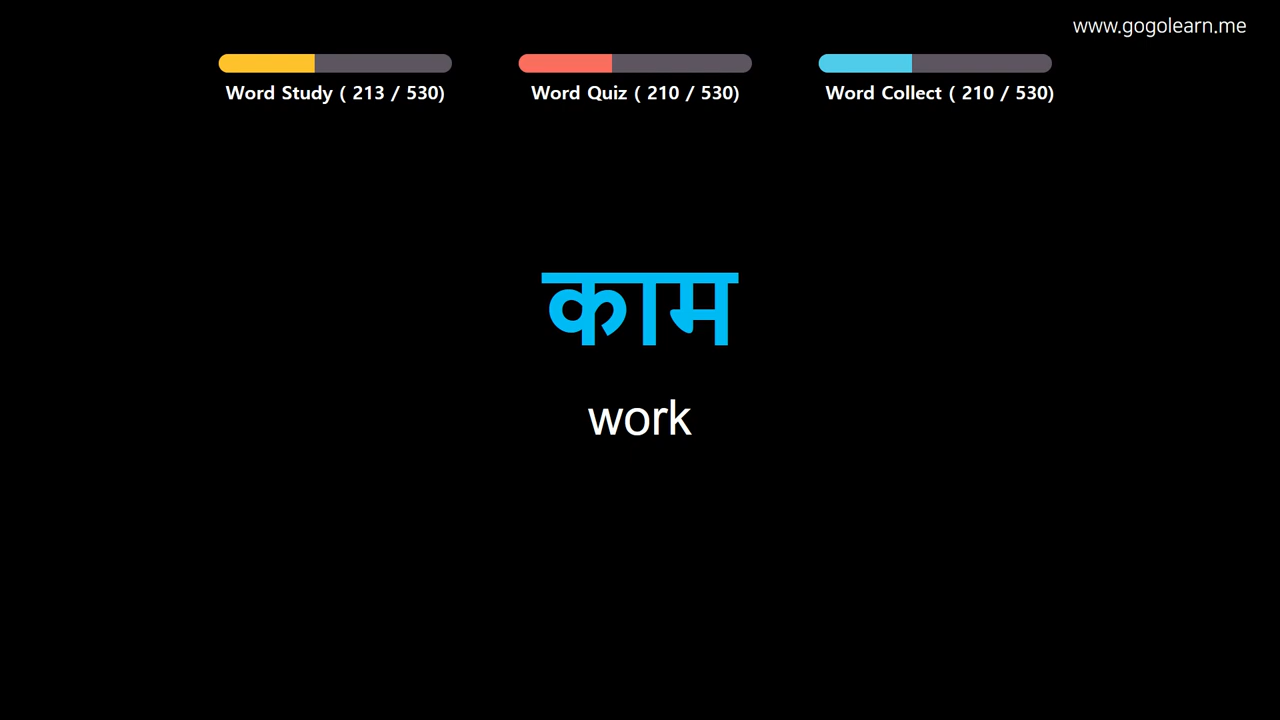 www.gogolearn.me
Word Study ( 213 / 530)
Word Quiz ( 210 / 530)
Word Collect ( 210 / 530)
काम
work